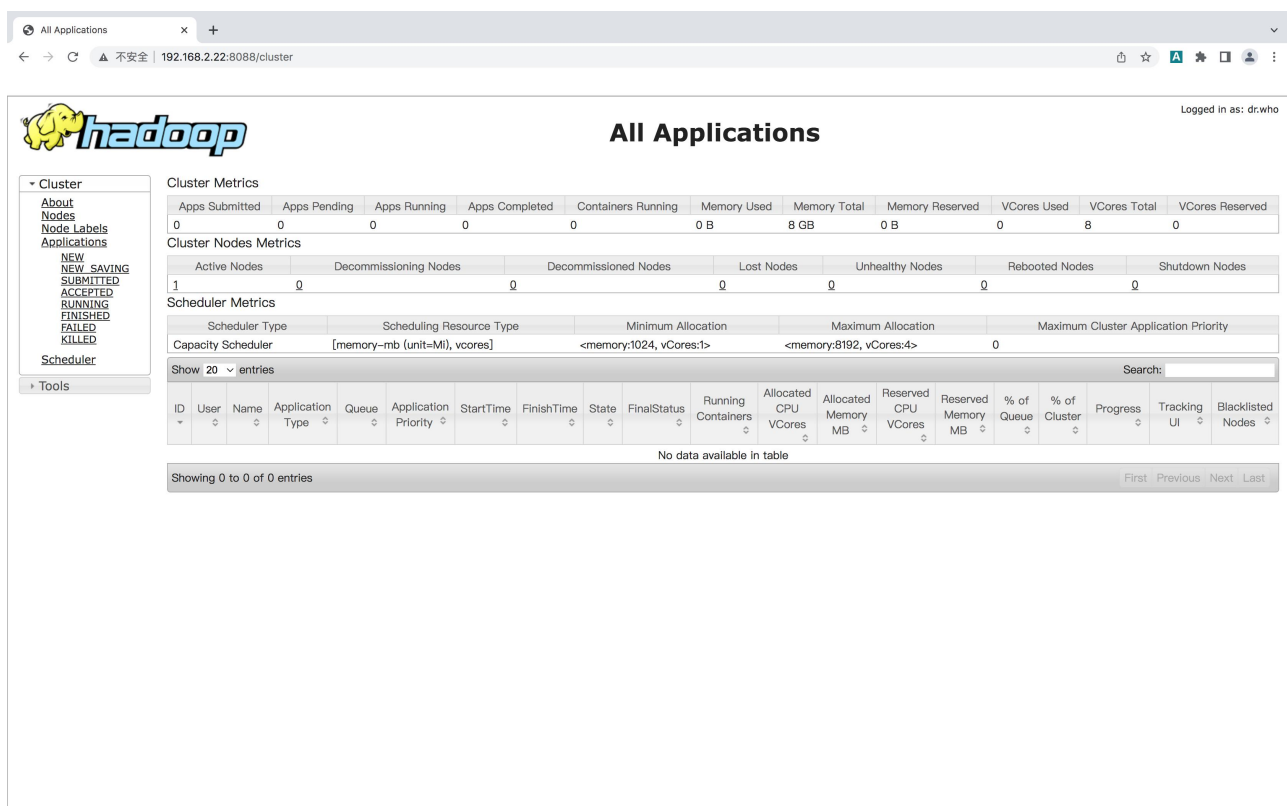 All Applications
不安全 192.168.2.22:8088/cluster
hadoop
All Applications
Logged in as: dr.who
Cluster
About
Nodes
Node Labels
Applications
NEW
NEW_SAVING
SUBMITTED
ACCEPTED
RUNNING
FINISHED
FAILED
KILLED
Scheduler
Tools
Cluster Metrics
Apps Submitted Apps Pending Apps Running Apps Completed Containers Running Memory Used Memory Total Memory Reserved VCores Used VCores Total VCores Reserved
0 0 0 0 0 0 B 8 GB 0 B 0 8 0
Cluster Nodes Metrics
Active Nodes Decommissioning Nodes Decommissioned Nodes Lost Nodes Unhealthy Nodes Rebooted Nodes Shutdown Nodes
1 0 0 0 0 0 0
Scheduler Metrics
Scheduler Type Scheduling Resource Type Minimum Allocation Maximum Allocation Maximum Cluster Application Priority
Capacity Scheduler [memory-mb (unit=Mi), vcores] <memory:1024, vCores:1> <memory:8192, vCores:4> 0
Show 20 entries Search:
ID User Name Application Type Queue Application Priority StartTime FinishTime State FinalStatus Running Containers Allocated CPU VCores Allocated Memory MB Reserved CPU VCores Reserved Memory MB % of Queue % of Cluster Progress Tracking UI Blacklisted Nodes
No data available in table
Showing 0 to 0 of 0 entries First Previous Next Last